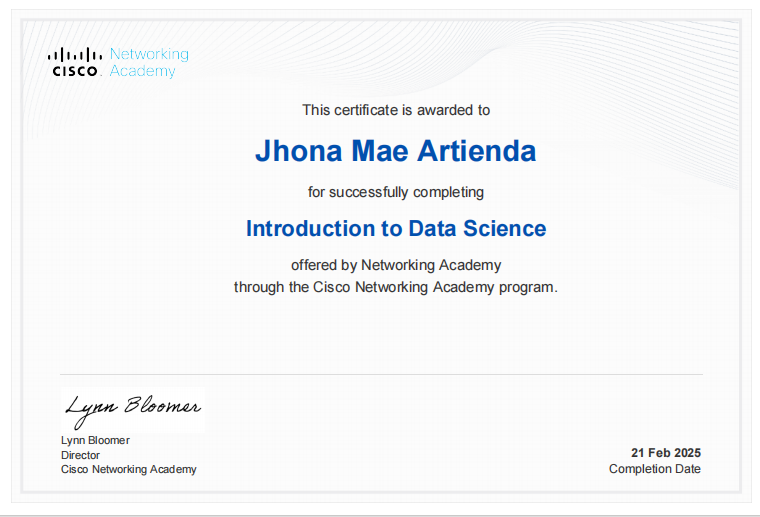 Networking
CISCO. Academy
This certificate is awarded to
Jhona Mae Artienda
for successfully completing
Introduction to Data Science
offered by Networking Academy
through the Cisco Networking Academy program.
Lynn Bloomer
Lynn Bloomer
Director
Cisco Networking Academy
21 Feb 2025
Completion Date